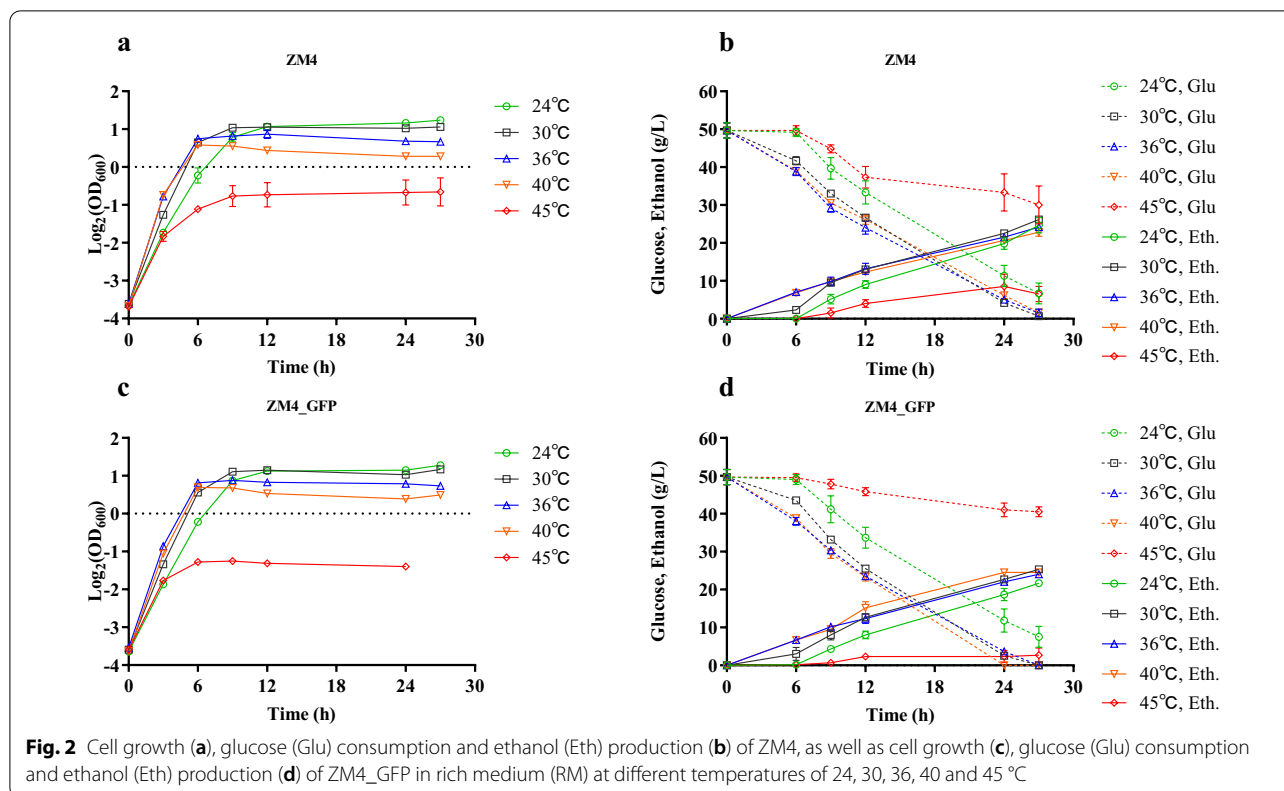 a
ZM4
2
1
0
-1
-2
-3
-4
Log2(OD600)
0 6 12 18 24 30
Time (h)
24℃
30℃
36℃
40℃
45℃
b
ZM4
60
50
40
30
20
10
0
Glucose, Ethanol (g/L)
0 6 12 18 24 30
Time (h)
24℃, Glu
30℃, Glu
36℃, Glu
40℃, Glu
45℃, Glu
24℃, Eth.
30℃, Eth.
36℃, Eth.
40℃, Eth.
45℃, Eth.
c
ZM4_GFP
2
1
0
-1
-2
-4
Log2(OD600)
0 6 12 18 24 30
Time (h)
24℃
30℃
36℃
40℃
45℃
d
ZM4_GFP
60
50
40
30
20
10
0
Glucose, Ethanol (g/L)
0 6 12 18 24 30
Time (h)
24℃, Glu
30℃, Glu
36℃, Glu
40℃, Glu
45℃, Glu
24℃, Eth.
30℃, Eth.
36℃, Eth.
40℃, Eth.
45℃, Eth.
Fig. 2 Cell growth (a), glucose (Glu) consumption and ethanol (Eth) production (b) of ZM4, as well as cell growth (c), glucose (Glu) consumption
and ethanol (Eth) production (d) of ZM4_GFP in rich medium (RM) at different temperatures of 24, 30, 36, 40 and 45 °C